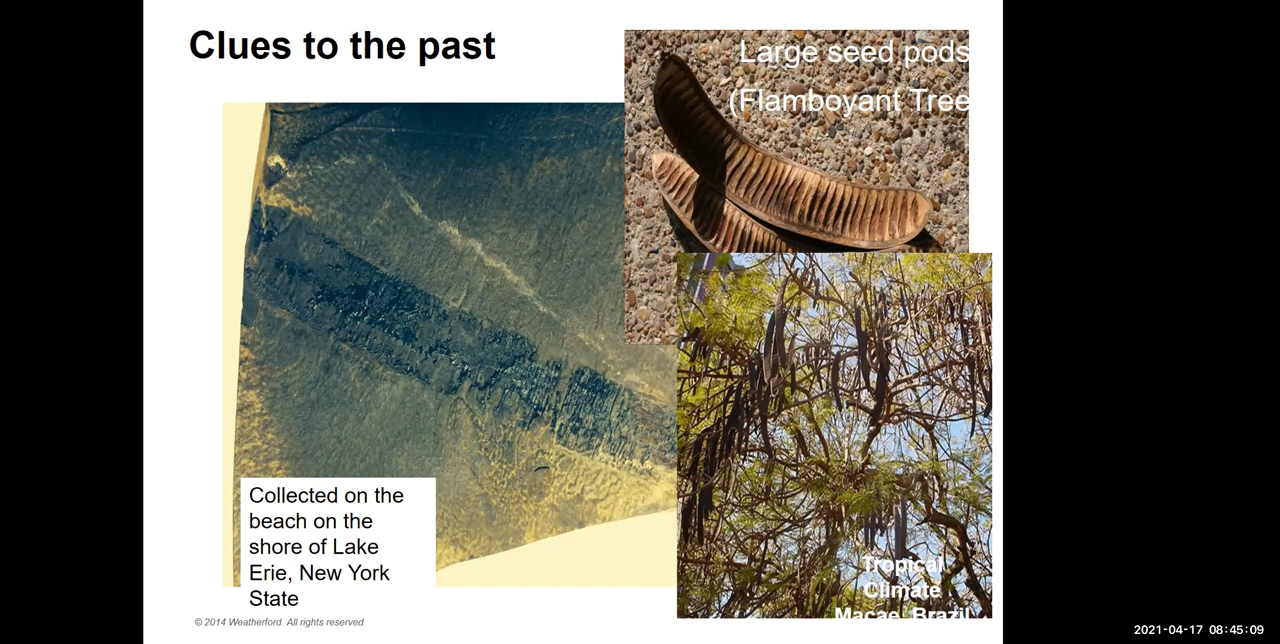 Clues to the past
Large seed pods
(Flamboyant Tree
Collected on the
beach on the
shore of Lake
Erie, New York
State
Tropical
Climate
Macae, Brazil
© 2014 Weatherford. All rights reserved.
2021-04-17 08:45:09